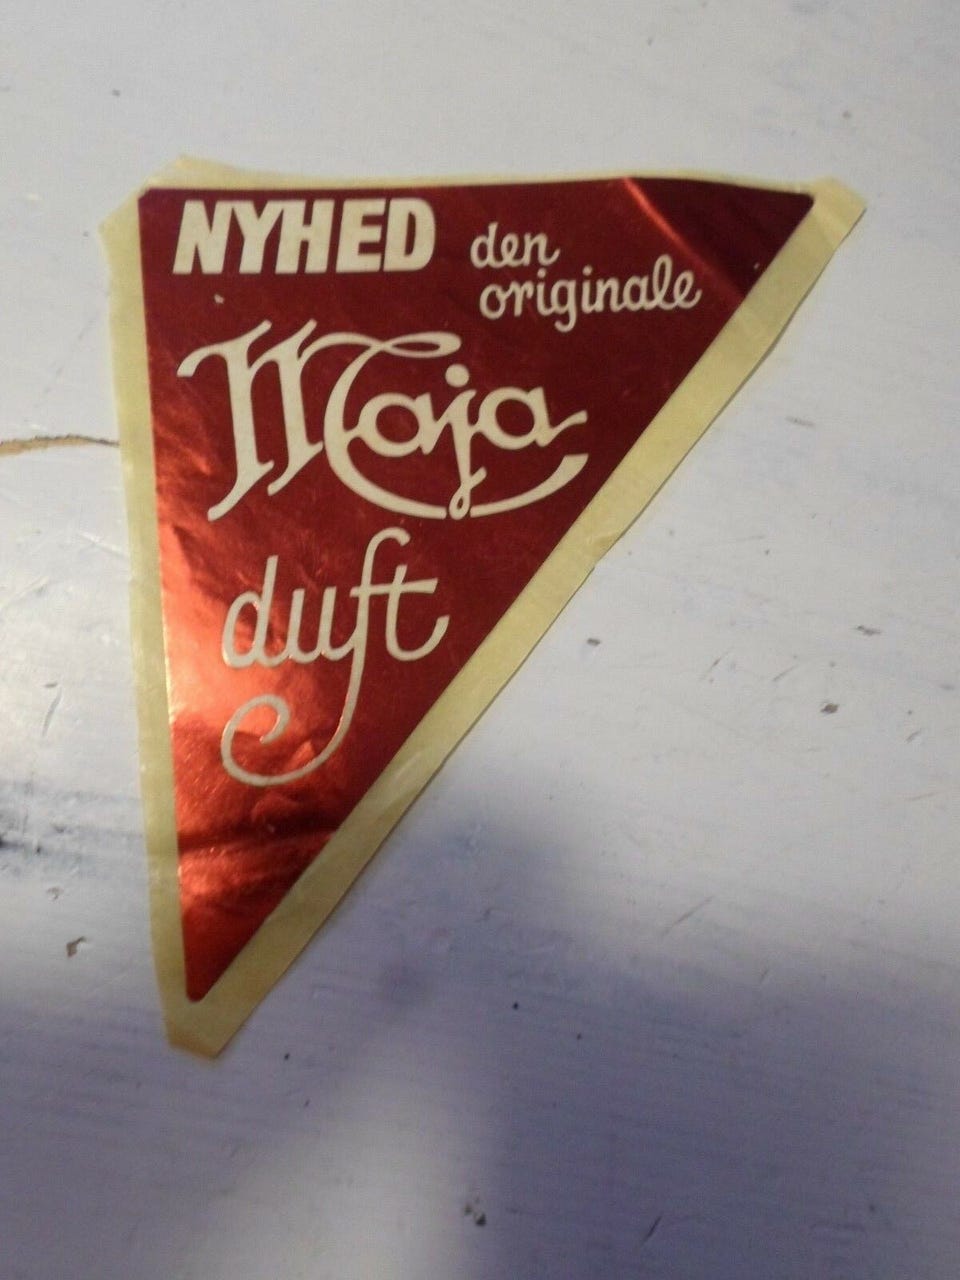 NYHED den
originale
Maja
duft